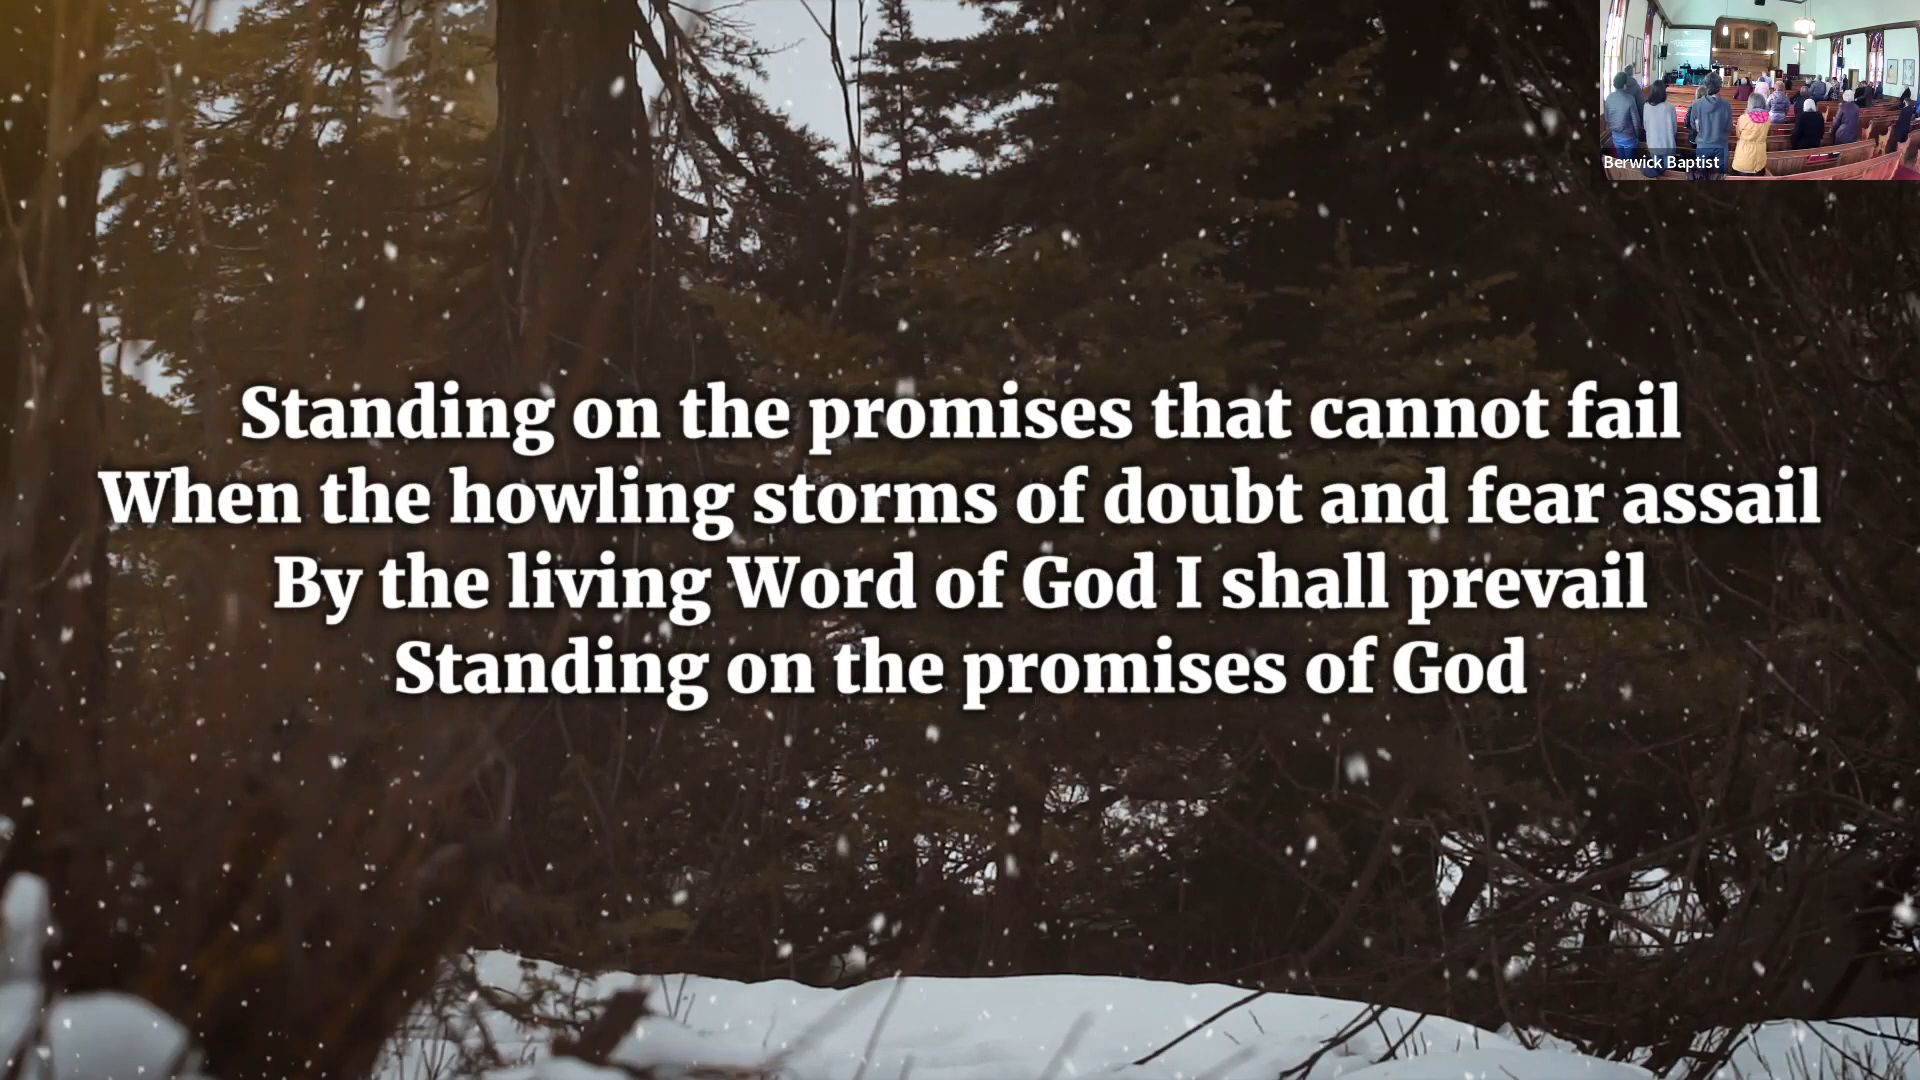 Berwick Baptist
Standing on the promises that cannot fail
When the howling storms of doubt and fear assail
By the living Word of God I shall prevail
Standing on the promises of God